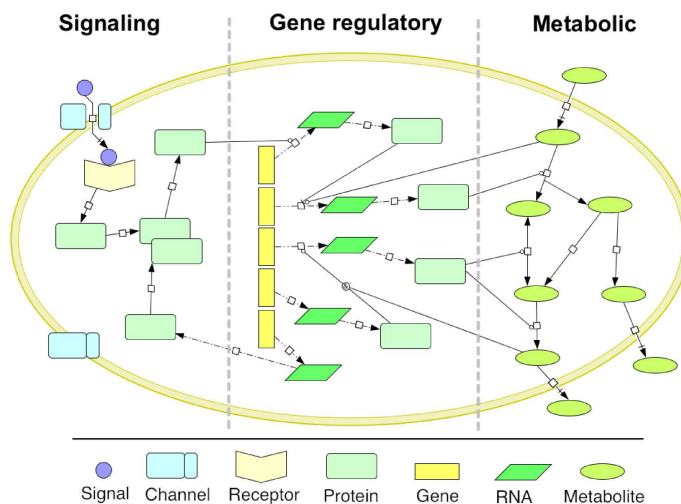 Signaling
Gene regulatory
Metabolic
Signal
Channel
Receptor
Protein
Gene
RNA
Metabolite